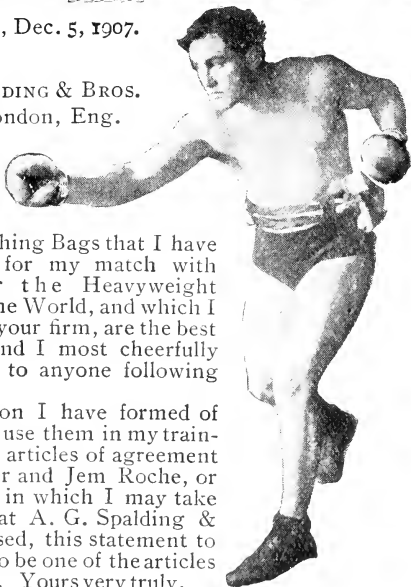 , Dec. 5, 1907.
DING & BROS.
ndon, Eng.
hing Bags that I have
for my match with
the Heavyweight
he World, and which I
your firm, are the best
nd I most cheerfully
to anyone following
on I have formed of
use them in my train-
articles of agreement
r and Jem Roche, or
in which I may take
at A. G. Spalding &
sed, this statement to
o be one of the articles
Yours very truly,